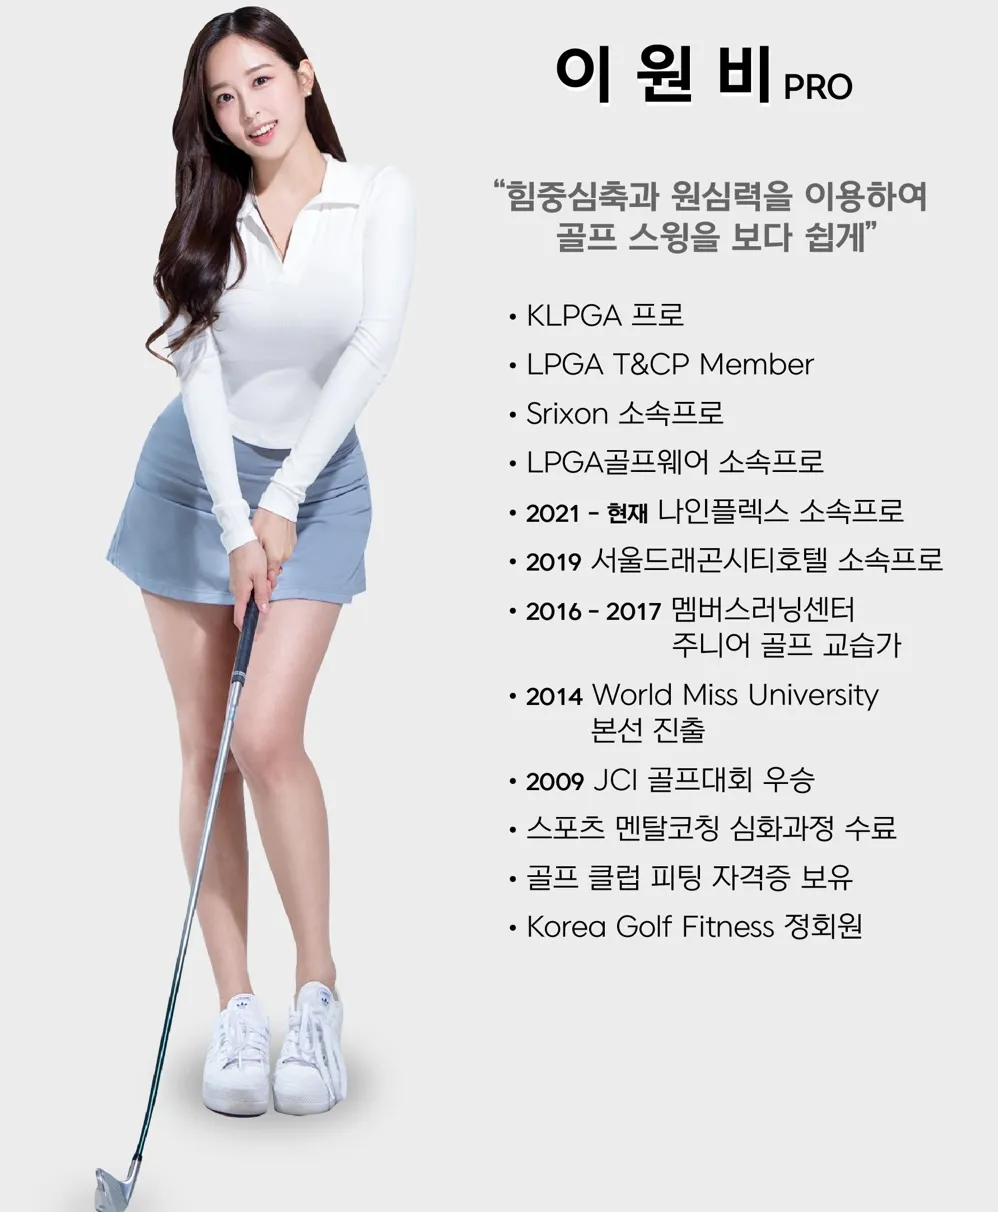 이원비 PRO
“힘중심축과 원심력을 이용하여
골프 스윙을 보다 쉽게”
• KLPGA 프로
• LPGA T&CP Member
• Srixon 소속프로
• LPGA골프웨어 소속프로
• 2021 - 현재 나인플렉스 소속프로
• 2019 서울드래곤시티호텔 소속프로
• 2016 - 2017 멤버스러닝센터
주니어 골프 교습가
• 2014 World Miss University
본선 진출
• 2009 JCI 골프대회 우승
• 스포츠 멘탈코칭 심화과정 수료
• 골프 클럽 피팅 자격증 보유
• Korea Golf Fitness 정회원